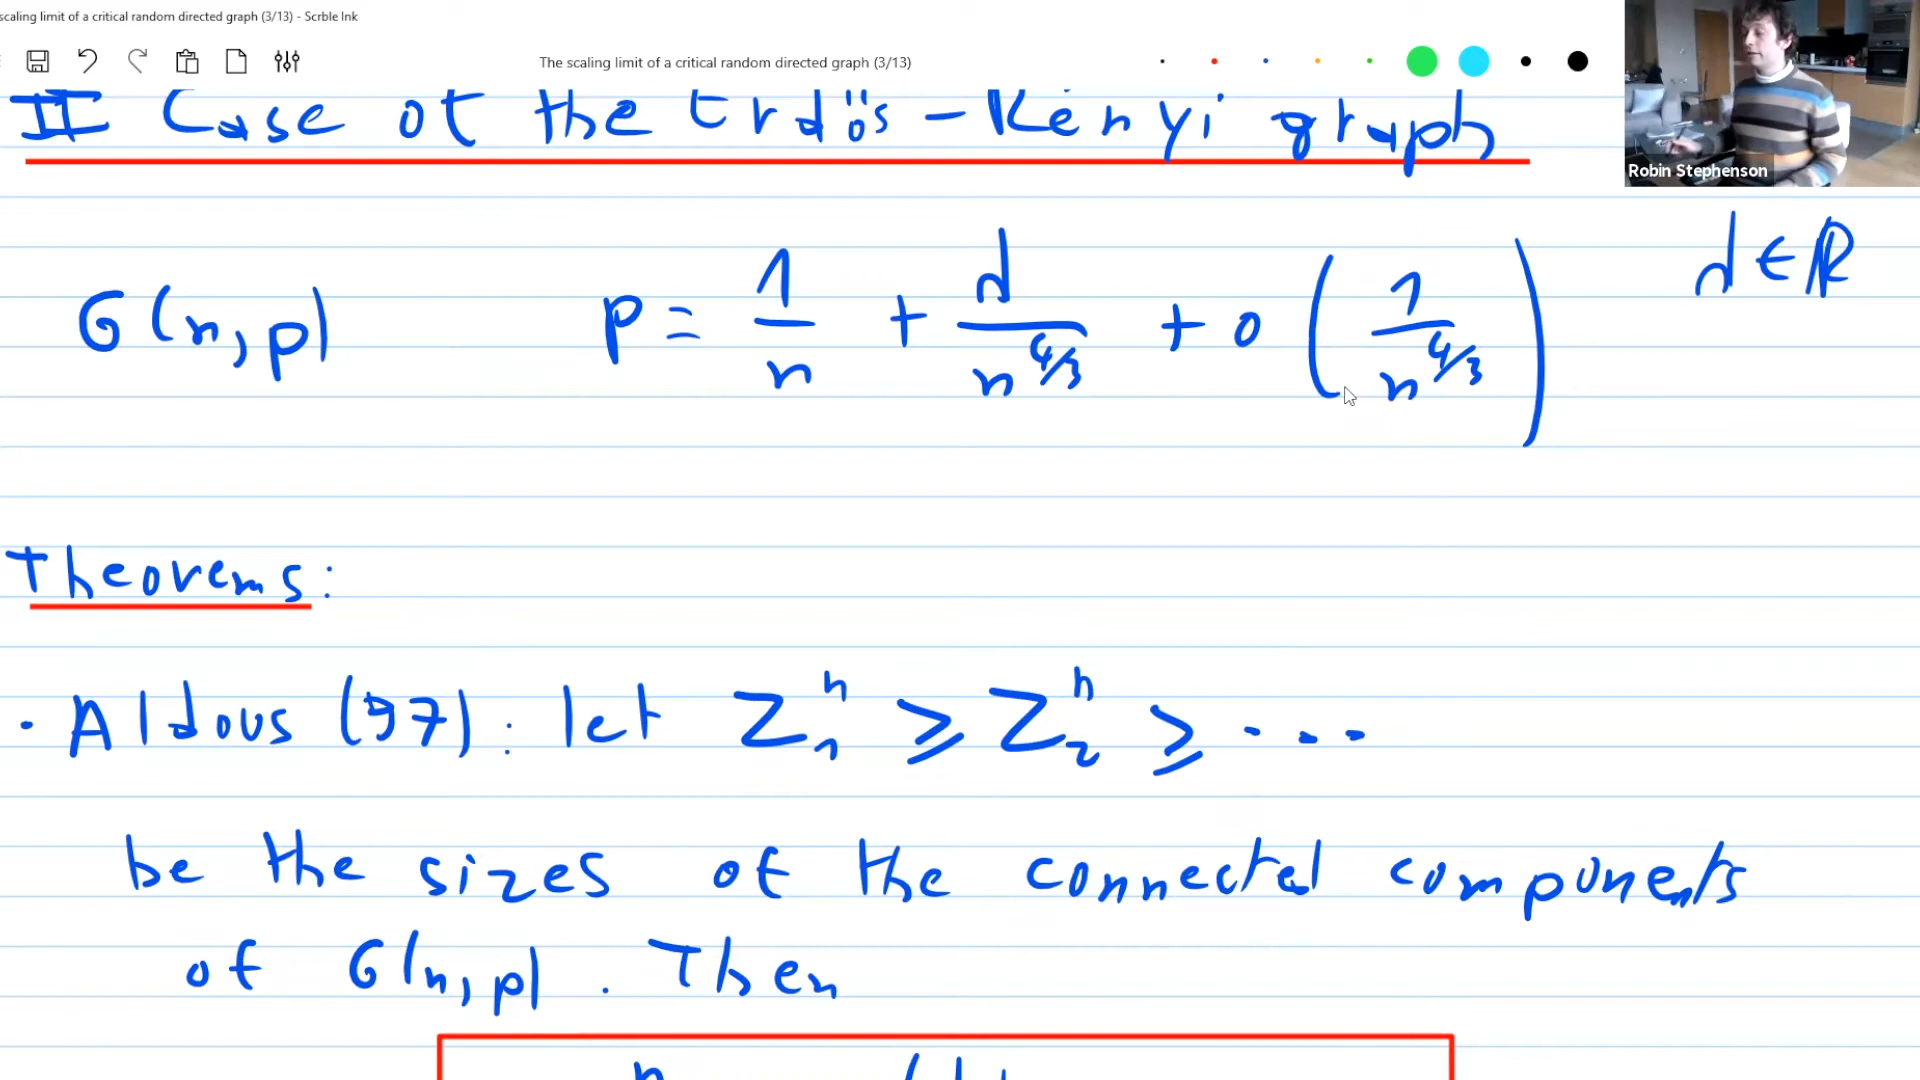 scaling limit of a critical random directed graph (3/13) - Scrble Ink
The scaling limit of a critical random directed graph (3/13)
Robin Stephenson
II Case of the Erdős - Rényi graph
G(n,p) p = 1/n + λ/n^{4/3} + o(1/n^{4/3}) λ ∈ ℝ
Theorems:
· Aldous (97): let Z_1^n ≥ Z_2^n ≥ ...
be the sizes of the connected components
of G(n,p). Then